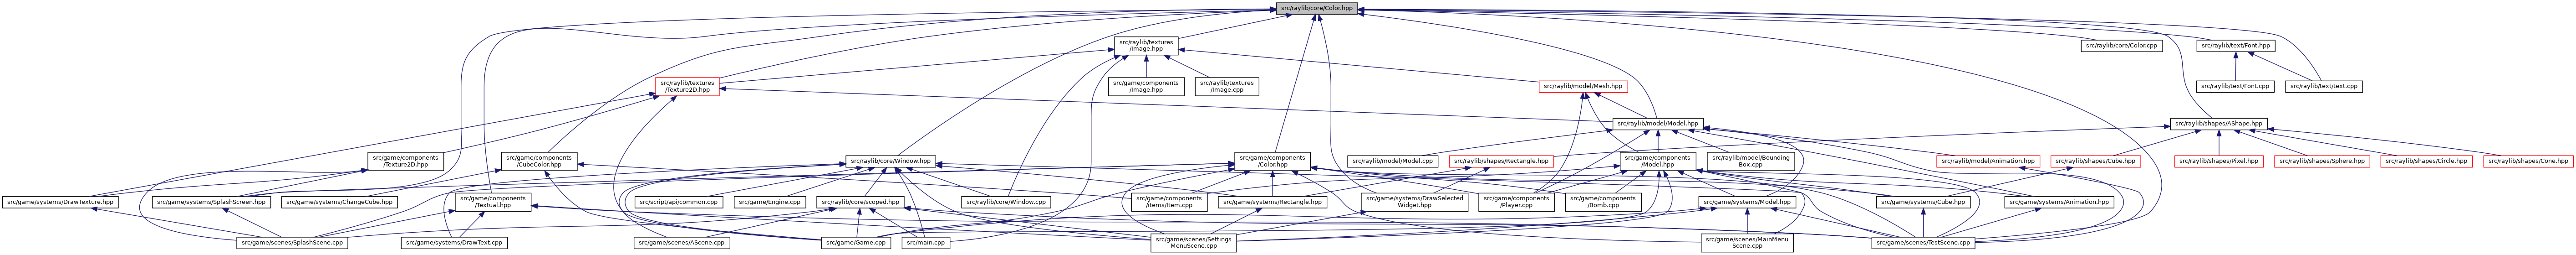 src/raylib/core/Color.hpp
src/raylib/textures
/Image.hpp
src/raylib/core/Color.cpp
src/raylib/text/Font.hpp
src/raylib/textures
/Texture2D.hpp
src/game/components
/Image.hpp
src/raylib/textures
/Image.cpp
src/raylib/model/Mesh.hpp
src/raylib/text/Font.cpp
src/raylib/text/text.cpp
src/raylib/model/Model.hpp
src/raylib/shapes/AShape.hpp
src/game/components
/Texture2D.hpp
src/game/components
/CubeColor.hpp
src/raylib/core/Window.hpp
src/game/components
/Color.hpp
src/raylib/model/Model.cpp
src/raylib/shapes/Rectangle.hpp
src/game/components
/Model.hpp
src/raylib/model/Bounding
Box.cpp
src/raylib/model/Animation.hpp
src/raylib/shapes/Cube.hpp
src/raylib/shapes/Pixel.hpp
src/raylib/shapes/Sphere.hpp
src/raylib/shapes/Circle.hpp
src/raylib/shapes/Cone.hpp
src/game/systems/DrawTexture.hpp
src/game/systems/SplashScreen.hpp
src/game/systems/ChangeCube.hpp
src/game/components
/Textual.hpp
src/script/api/common.cpp
src/game/Engine.cpp
src/raylib/core/scoped.hpp
src/raylib/core/Window.cpp
src/game/components
/items/Item.cpp
src/game/systems/Rectangle.hpp
src/game/systems/DrawSelected
Widget.hpp
src/game/components
/Player.cpp
src/game/components
/Bomb.cpp
src/game/systems/Model.hpp
src/game/systems/Cube.hpp
src/game/systems/Animation.hpp
src/game/scenes/SplashScene.cpp
src/game/systems/DrawText.cpp
src/game/scenes/AScene.cpp
src/game/Game.cpp
src/main.cpp
src/game/scenes/Settings
MenuScene.cpp
src/game/scenes/MainMenu
Scene.cpp
src/game/scenes/TestScene.cpp